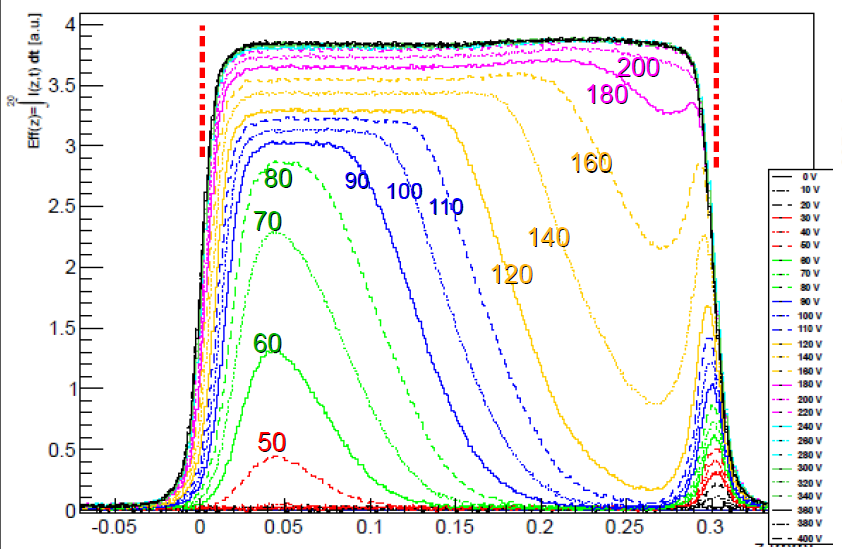 Eff(z)=∫ I(z,t) dt [a.u.]
4
3.5
3
2.5
2
1.5
1
0.5
0
200
180
160
80
90
100
110
70
140
120
60
50
-0.05
0
0.05
0.1
0.15
0.2
0.25
0.3
0 V
10 V
20 V
30 V
40 V
50 V
60 V
70 V
80 V
90 V
100 V
110 V
120 V
140 V
160 V
180 V
200 V
220 V
240 V
260 V
280 V
300 V
320 V
340 V
360 V
380 V
400 V